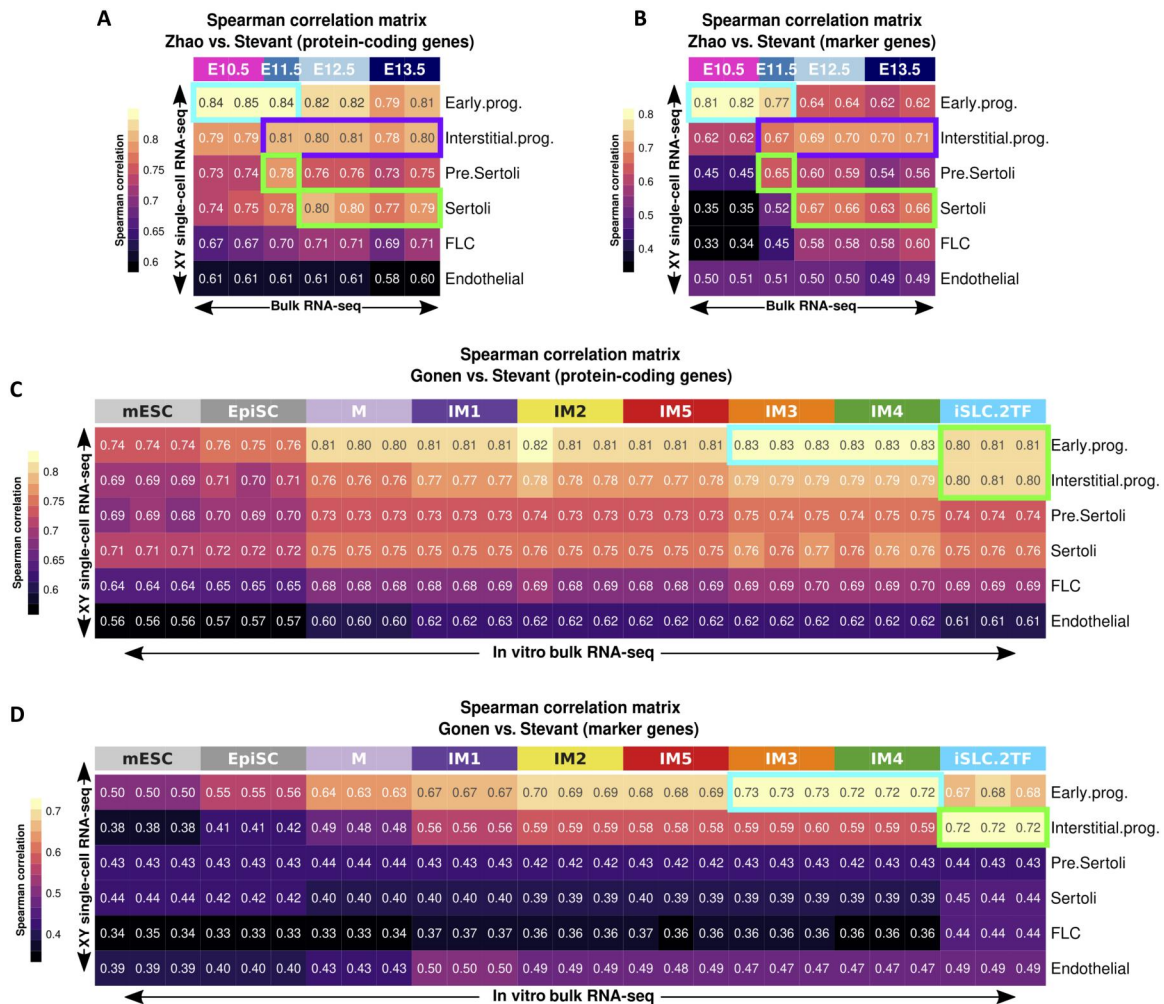 A
Spearman correlation matrix
Zhao vs. Stevant (protein-coding genes)
E10.5 E11.5 E12.5 E13.5
0.84 0.85 0.84 0.82 0.82 0.79 0.81 Early.prog.
0.79 0.79 0.81 0.80 0.81 0.78 0.80 Interstitial.prog.
0.73 0.74 0.78 0.76 0.76 0.73 0.75 Pre.Sertoli
0.74 0.75 0.78 0.80 0.80 0.77 0.79 Sertoli
0.67 0.67 0.70 0.71 0.71 0.69 0.71 FLC
0.61 0.61 0.61 0.61 0.61 0.58 0.60 Endothelial
Spearman correlation
0.8
0.75
0.7
0.65
0.6
XY single-cell RNA-seq
Bulk RNA-seq
B
Spearman correlation matrix
Zhao vs. Stevant (marker genes)
E10.5 E11.5 E12.5 E13.5
0.81 0.82 0.77 0.64 0.64 0.62 0.62 Early.prog.
0.62 0.62 0.67 0.69 0.70 0.70 0.71 Interstitial.prog.
0.45 0.45 0.65 0.60 0.59 0.54 0.56 Pre.Sertoli
0.35 0.35 0.52 0.67 0.66 0.63 0.66 Sertoli
0.33 0.34 0.45 0.58 0.58 0.58 0.60 FLC
0.50 0.51 0.51 0.50 0.50 0.49 0.49 Endothelial
Spearman correlation
0.8
0.7
0.6
0.5
0.4
XY single-cell RNA-seq
Bulk RNA-seq
C
Spearman correlation matrix
Gonen vs. Stevant (protein-coding genes)
mESC EpiSC M IM1 IM2 IM5 IM3 IM4 iSLC.2TF
0.74 0.74 0.74 0.76 0.75 0.76 0.81 0.80 0.80 0.81 0.81 0.81 0.82 0.81 0.81 0.81 0.81 0.81 0.83 0.83 0.83 0.83 0.83 0.83 0.80 0.81 0.81 Early.prog.
0.69 0.69 0.69 0.71 0.70 0.71 0.76 0.76 0.76 0.77 0.77 0.77 0.78 0.78 0.78 0.77 0.77 0.78 0.79 0.79 0.79 0.79 0.79 0.79 0.80 0.81 0.80 Interstitial.prog.
0.69 0.69 0.68 0.70 0.69 0.70 0.73 0.73 0.73 0.73 0.73 0.73 0.74 0.73 0.73 0.73 0.73 0.73 0.75 0.74 0.75 0.74 0.75 0.75 0.74 0.74 0.74 Pre.Sertoli
0.71 0.71 0.71 0.72 0.72 0.72 0.75 0.75 0.75 0.75 0.75 0.75 0.75 0.75 0.75 0.75 0.75 0.75 0.76 0.76 0.77 0.76 0.76 0.76 0.75 0.76 0.76 Sertoli
0.64 0.64 0.64 0.65 0.65 0.65 0.68 0.68 0.68 0.68 0.68 0.69 0.69 0.68 0.69 0.68 0.68 0.69 0.69 0.69 0.70 0.69 0.69 0.70 0.69 0.69 0.69 FLC
0.56 0.56 0.56 0.57 0.57 0.57 0.60 0.60 0.60 0.62 0.62 0.63 0.62 0.62 0.62 0.62 0.62 0.62 0.62 0.62 0.62 0.62 0.62 0.62 0.61 0.61 0.61 Endothelial
Spearman correlation
0.8
0.75
0.7
0.65
0.6
XY single-cell RNA-seq
In vitro bulk RNA-seq
D
Spearman correlation matrix
Gonen vs. Stevant (marker genes)
mESC EpiSC M IM1 IM2 IM5 IM3 IM4 iSLC.2TF
0.50 0.50 0.50 0.55 0.55 0.56 0.64 0.63 0.63 0.67 0.67 0.67 0.70 0.69 0.69 0.68 0.68 0.69 0.73 0.73 0.73 0.72 0.72 0.72 0.67 0.68 0.68 Early.prog.
0.38 0.38 0.38 0.41 0.41 0.42 0.49 0.48 0.48 0.56 0.56 0.56 0.59 0.59 0.59 0.58 0.58 0.58 0.59 0.59 0.60 0.59 0.59 0.59 0.72 0.72 0.72 Interstitial.prog.
0.43 0.43 0.43 0.43 0.43 0.43 0.44 0.44 0.44 0.43 0.43 0.43 0.43 0.43 0.43 0.42 0.42 0.42 0.43 0.43 0.43 0.42 0.43 0.43 0.44 0.43 0.43 Pre.Sertoli
0.44 0.44 0.44 0.42 0.42 0.42 0.40 0.40 0.40 0.40 0.40 0.40 0.39 0.39 0.39 0.40 0.39 0.39 0.39 0.39 0.39 0.39 0.39 0.39 0.45 0.44 0.44 Sertoli
0.34 0.35 0.34 0.33 0.33 0.33 0.33 0.33 0.34 0.37 0.37 0.37 0.36 0.36 0.36 0.37 0.36 0.36 0.36 0.36 0.36 0.36 0.36 0.36 0.44 0.44 0.44 FLC
0.39 0.39 0.39 0.40 0.40 0.40 0.43 0.43 0.43 0.50 0.50 0.50 0.49 0.49 0.49 0.49 0.48 0.49 0.47 0.47 0.47 0.47 0.47 0.47 0.49 0.49 0.49 Endothelial
Spearman correlation
0.7
0.6
0.5
0.4
XY single-cell RNA-seq
In vitro bulk RNA-seq